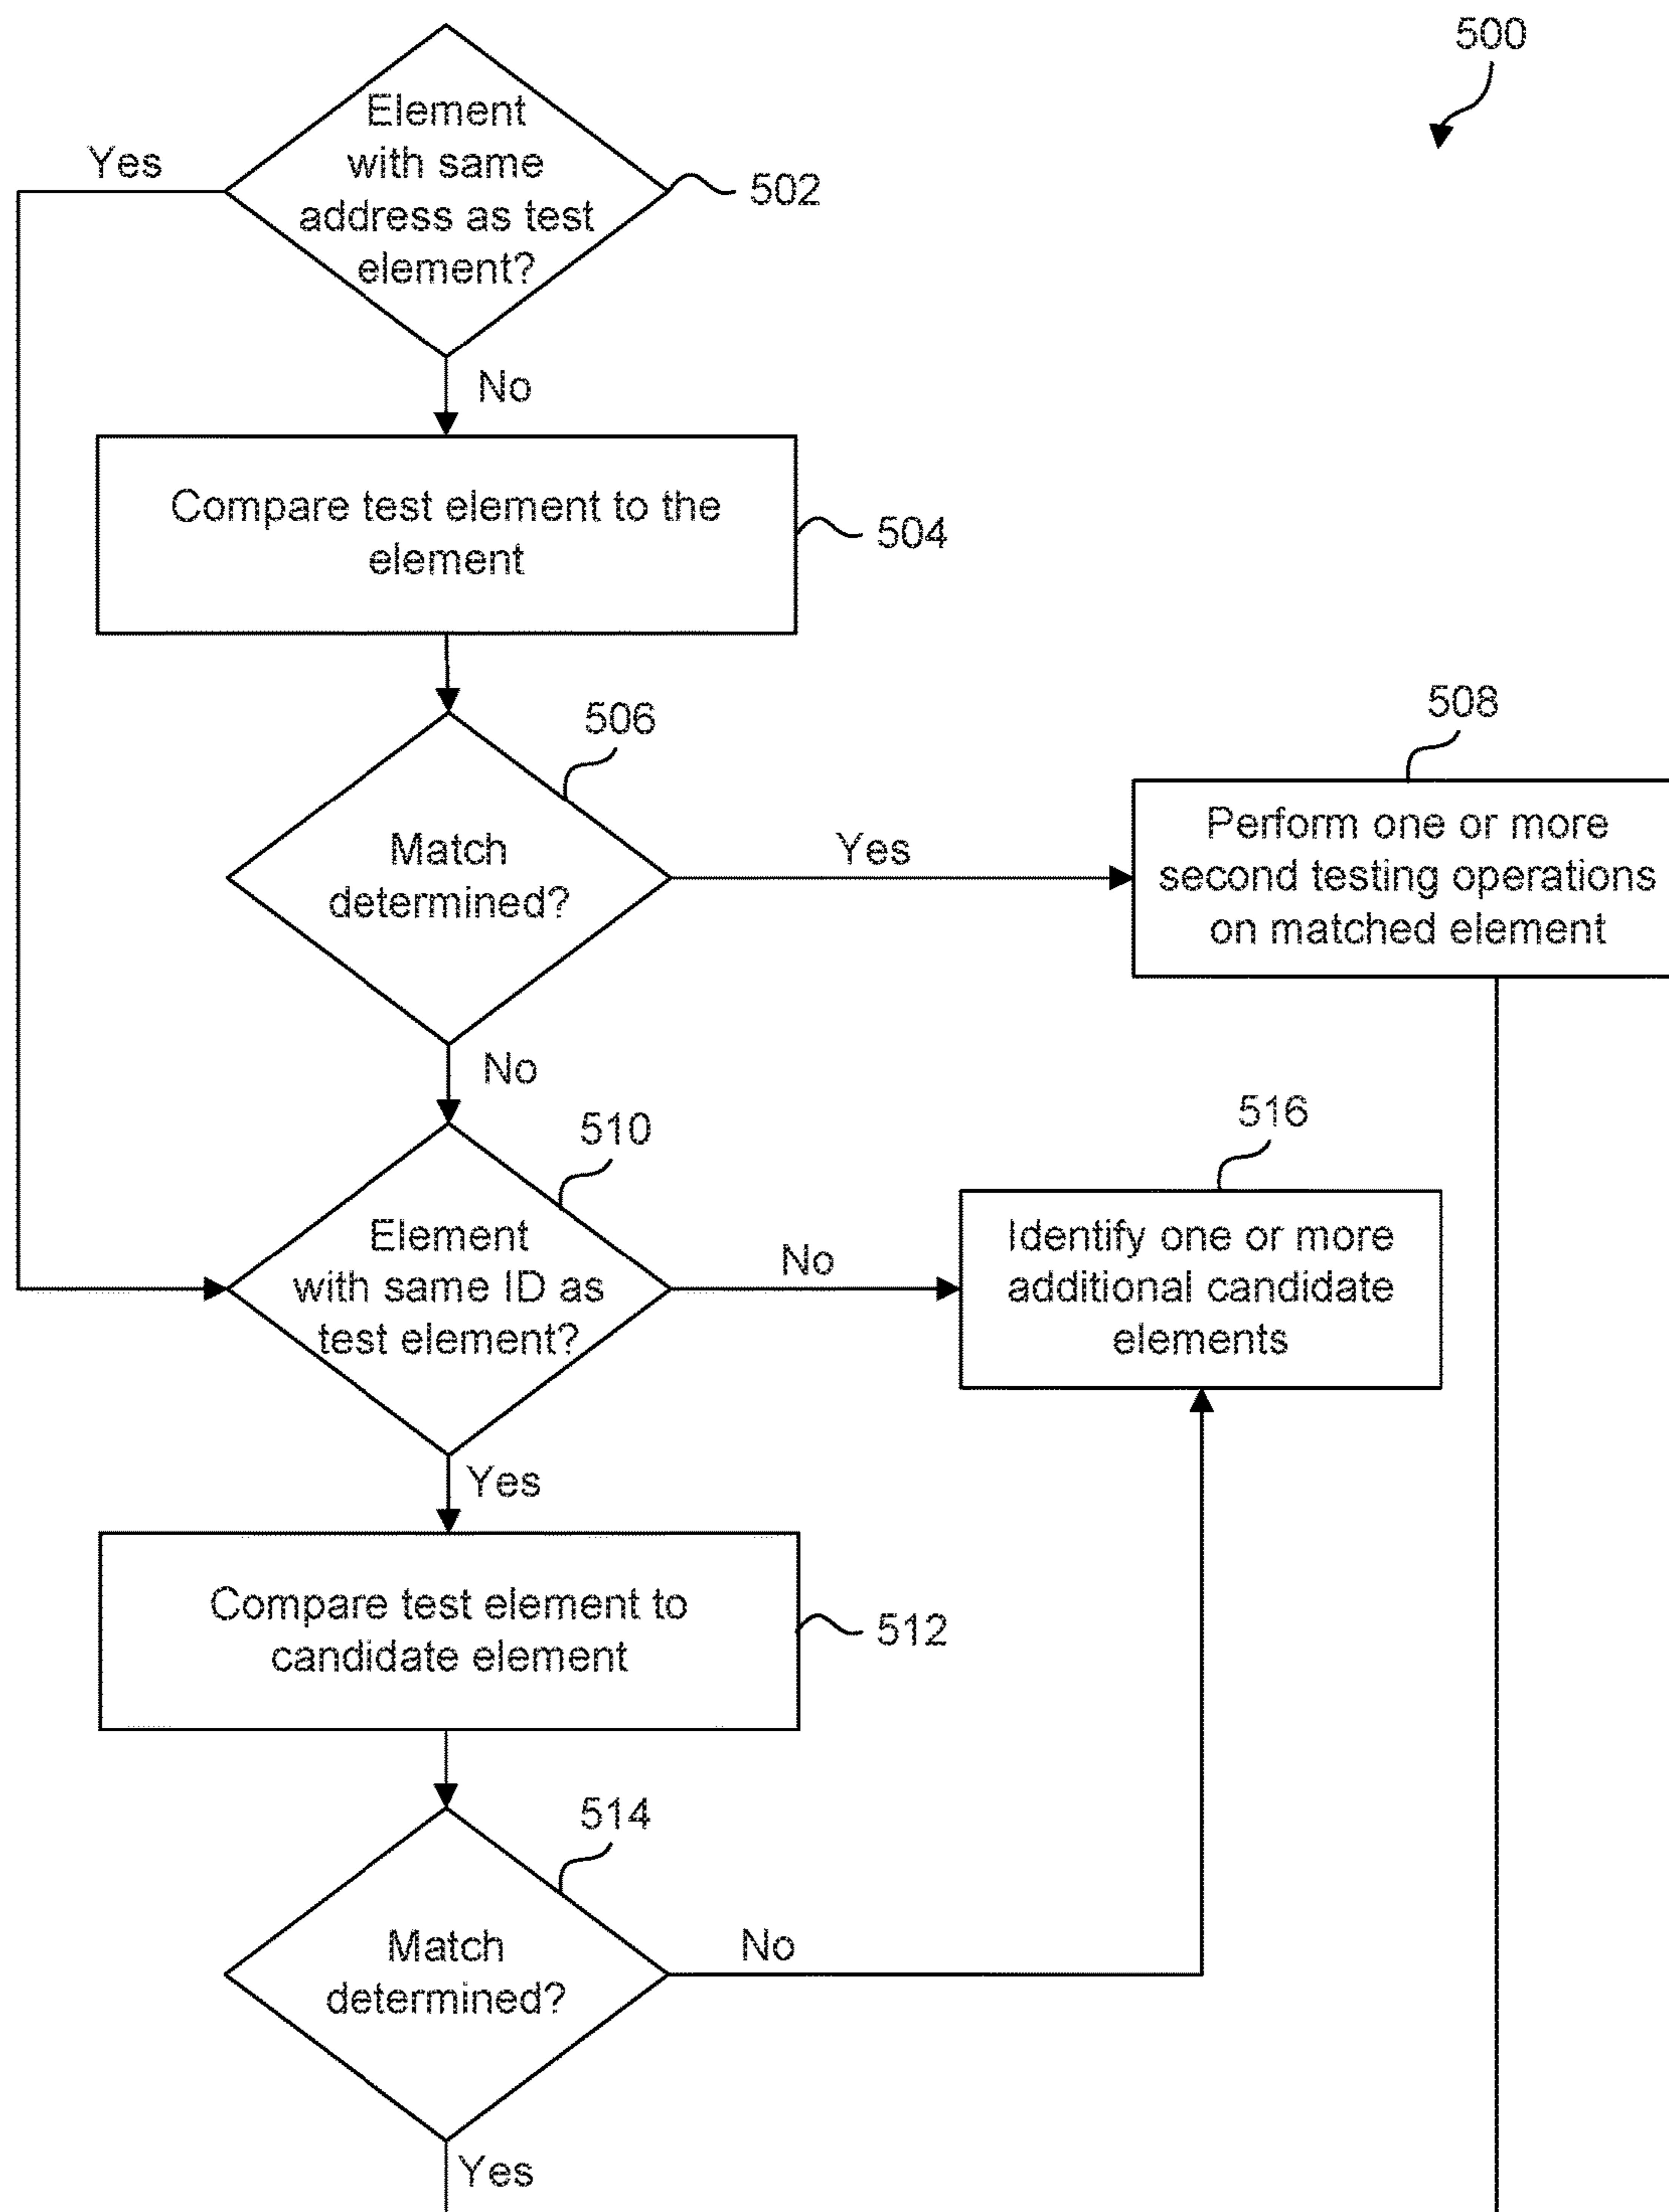 500
Element
with same
address as test
element?
Yes
502
No
Compare test element to the
element
504
506
Match
determined?
Yes
508
Perform one or more
second testing operations
on matched element
No
510
Element
with same ID as
test element?
No
516
Identify one or more
additional candidate
elements
Yes
Compare test element to
candidate element
512
514
Match
determined?
No
Yes